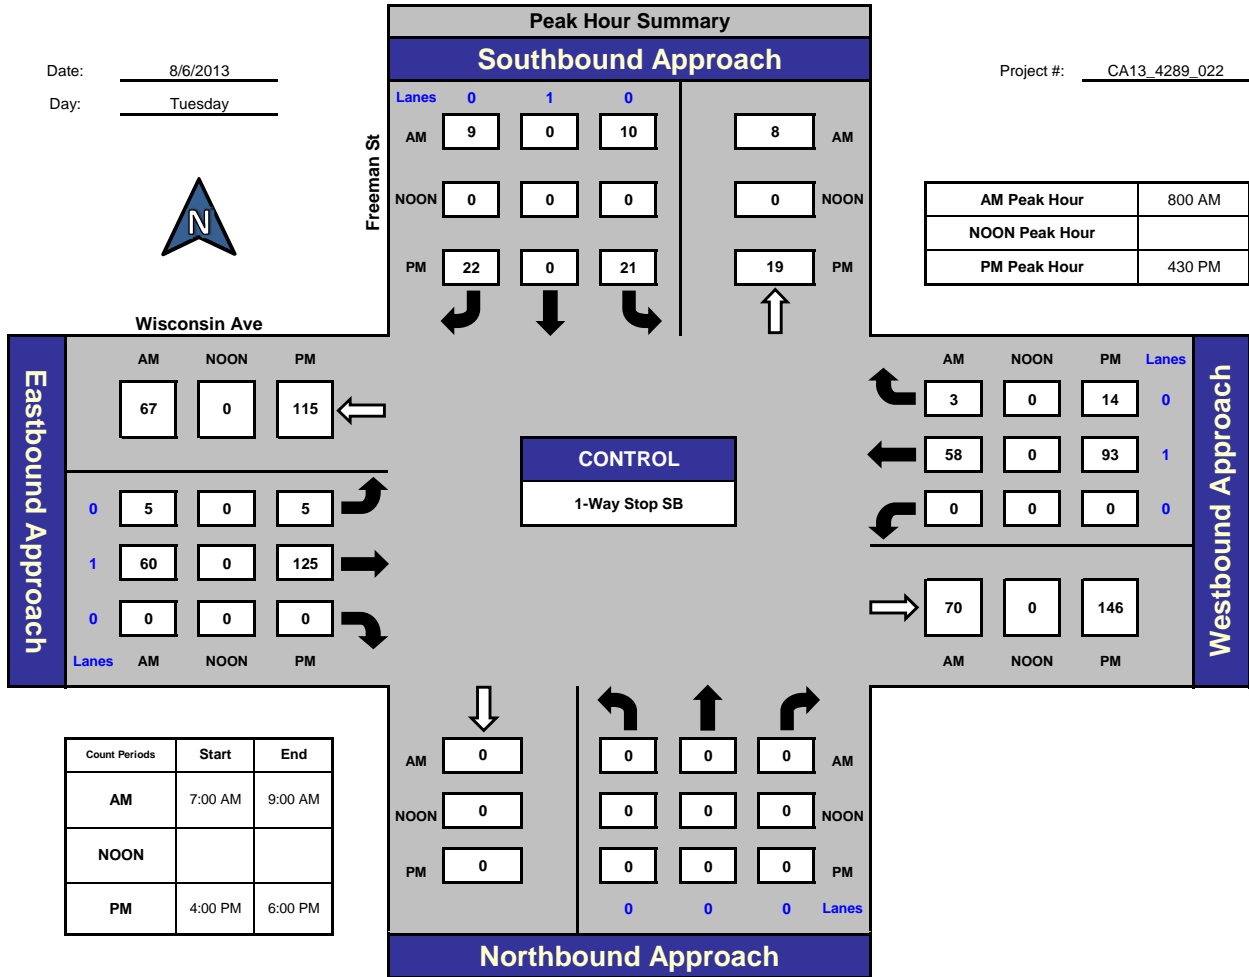 Peak Hour Summary
Southbound Approach
Date: 8/6/2013
Project #: CA13_4289_022
Day: Tuesday
Lanes 0 1 0
AM 9 0 10 8 AM
Freeman St
NOON 0 0 0 0 NOON
PM 22 0 21 19 PM
N
AM Peak Hour 800 AM
NOON Peak Hour
PM Peak Hour 430 PM
Wisconsin Ave
Eastbound Approach
AM NOON PM
67 0 115
0 5 0 5
1 60 0 125
0 0 0 0
Lanes AM NOON PM
CONTROL
1-Way Stop SB
AM NOON PM Lanes
3 0 14 0
58 0 93 1
0 0 0 0
70 0 146
AM NOON PM
Westbound Approach
Count Periods Start End
AM 7:00 AM 9:00 AM
NOON
PM 4:00 PM 6:00 PM
AM 0 0 0 0 AM
NOON 0 0 0 0 NOON
PM 0 0 0 0 PM
0 0 0 Lanes
Northbound Approach